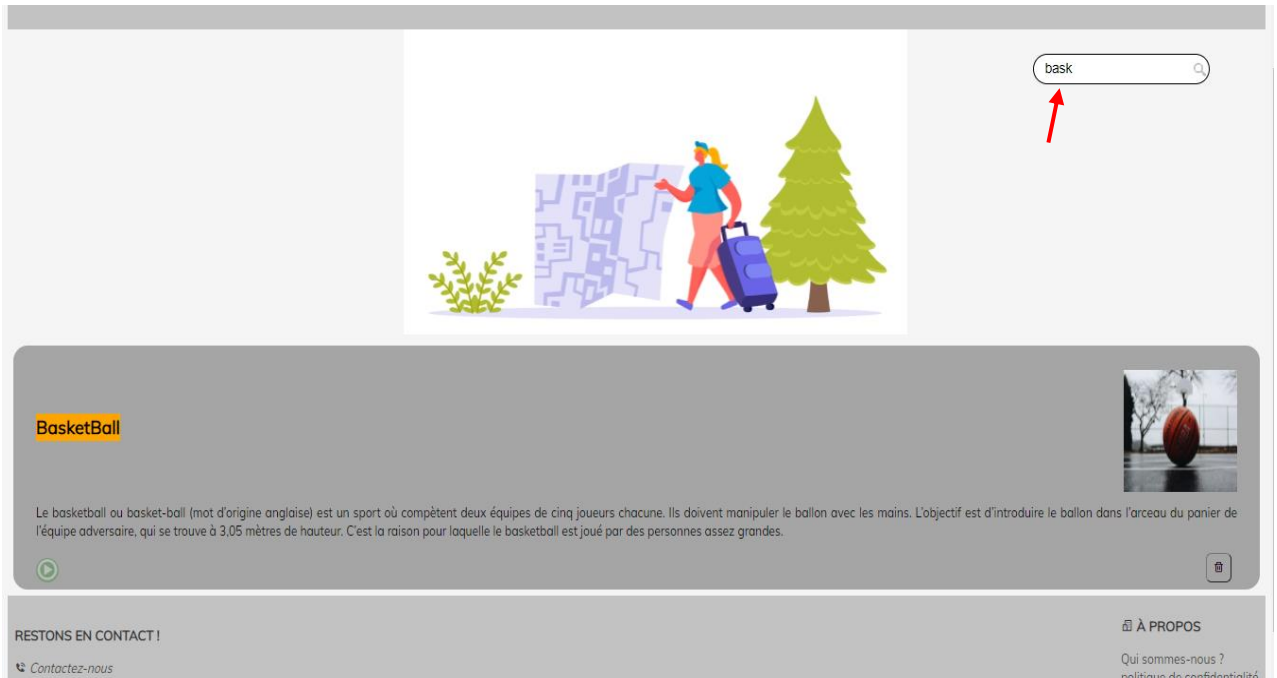 bask
BasketBall
Le basketball ou basket-ball (mot d'origine anglaise) est un sport où compètent deux équipes de cinq joueurs chacune. Ils doivent manipuler le ballon avec les mains. L'objectif est d'introduire le ballon dans l'arceau du panier de
l'équipe adversaire, qui se trouve à 3,05 mètres de hauteur. C'est la raison pour laquelle le basketball est joué par des personnes assez grandes.
RESTONS EN CONTACT !
À PROPOS
Contactez-nous
Qui sommes-nous ?
politique de confidentialité